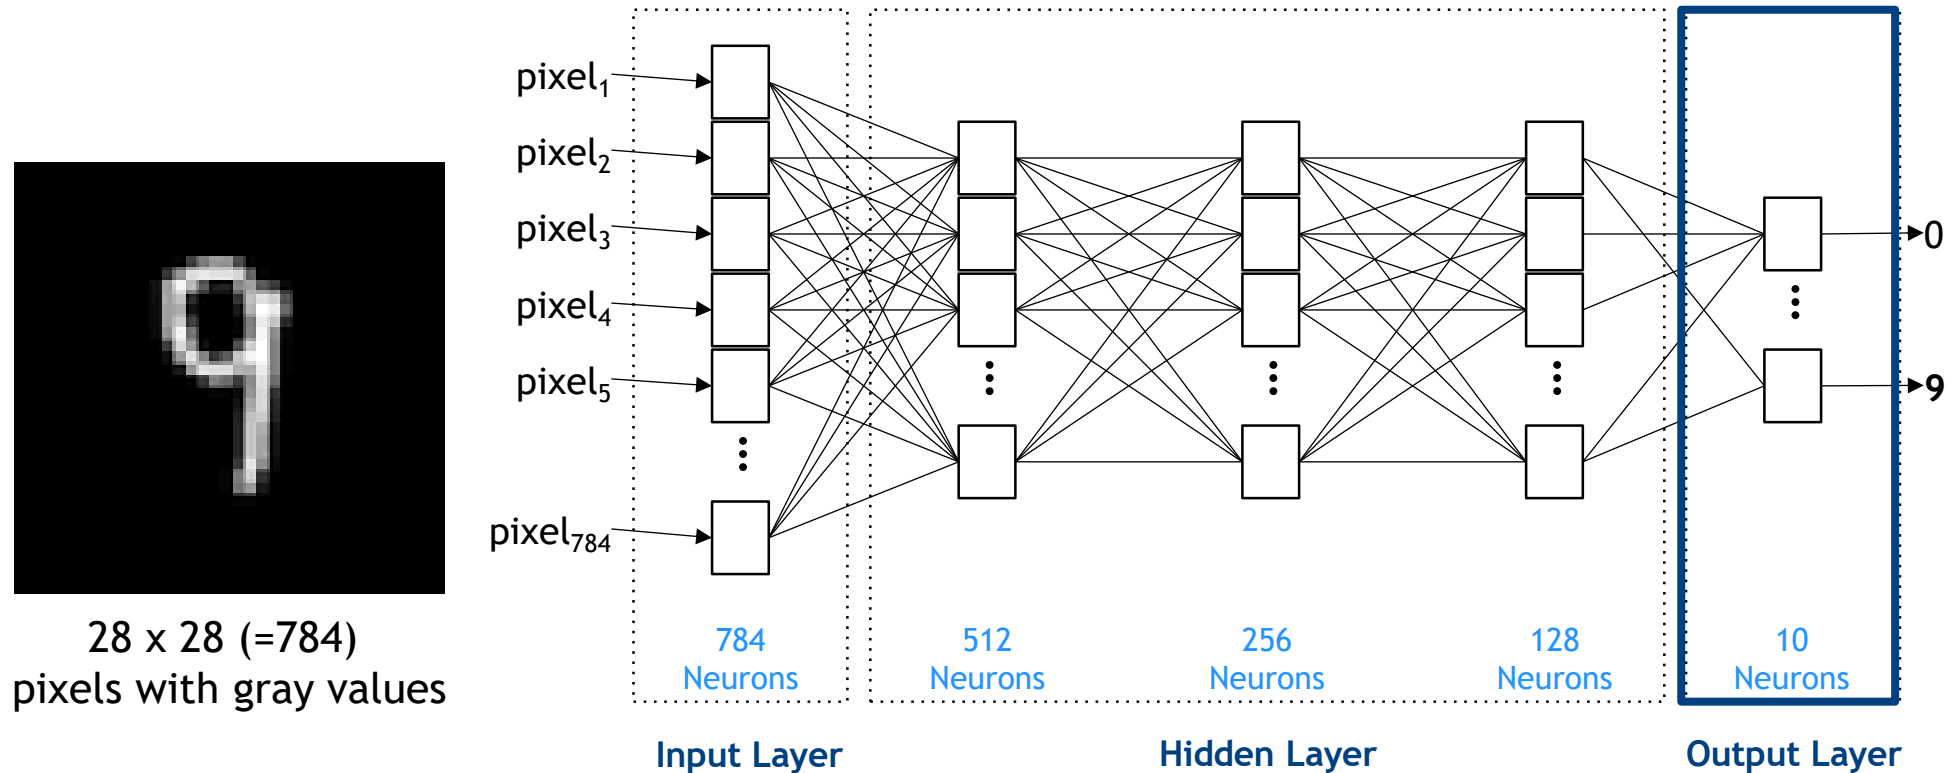 pixel₁
pixel₂
pixel₃
pixel₄
pixel₅
pixel₇₈₄
0
9
9
28 x 28 (=784)
pixels with gray values
784
Neurons
512
Neurons
256
Neurons
128
Neurons
10
Neurons
Input Layer
Hidden Layer
Output Layer